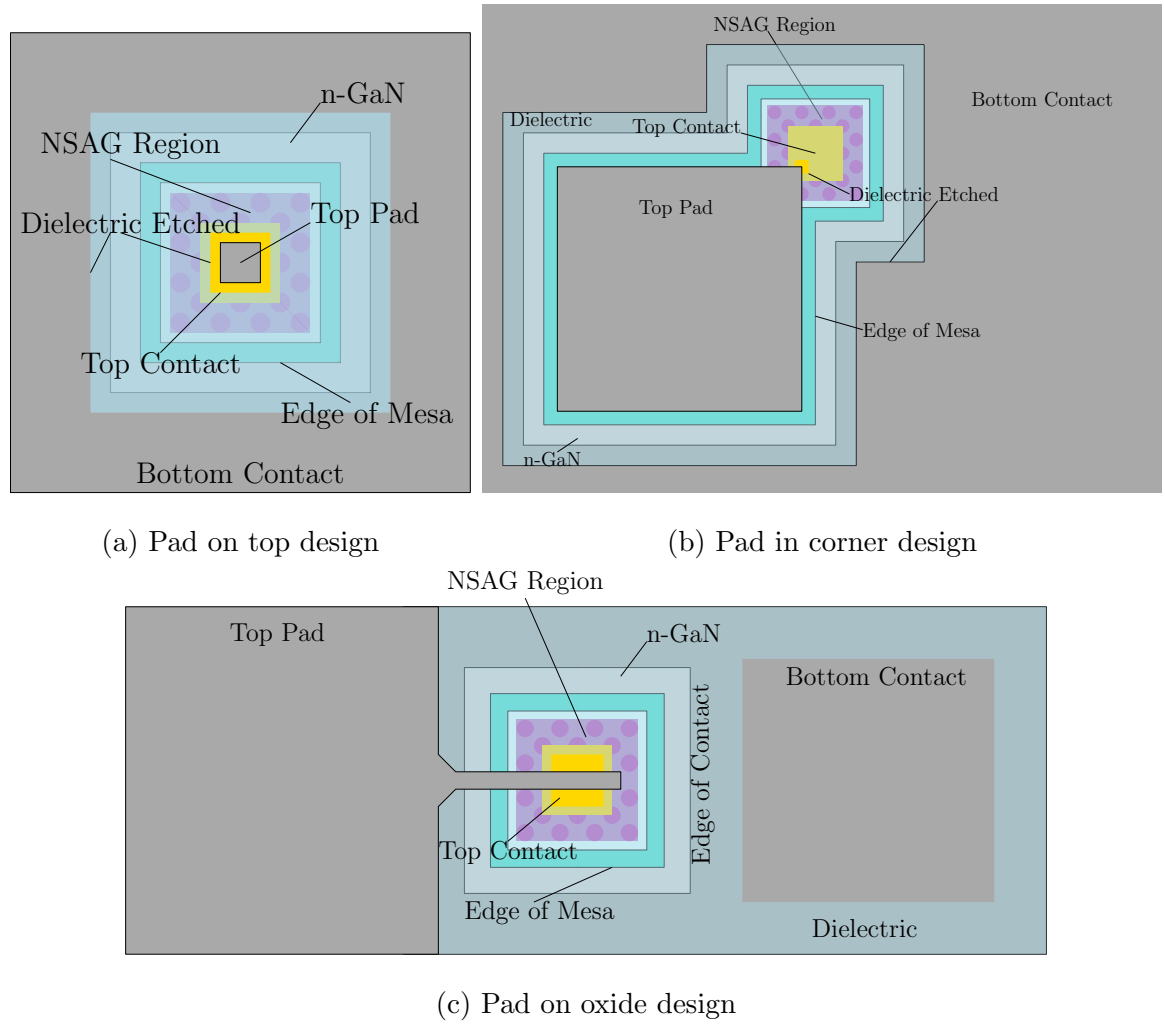 n-GaN
NSAG Region
Dielectric Etched
Top Pad
Top Contact
Edge of Mesa
Bottom Contact
(a) Pad on top design
NSAG Region
Bottom Contact
Dielectric
Top Contact
Dielectric Etched
Top Pad
Edge of Mesa
n-GaN
(b) Pad in corner design
NSAG Region
Top Pad
n-GaN
Bottom Contact
Edge of Contact
Top Contact
Edge of Mesa
Dielectric
(c) Pad on oxide design